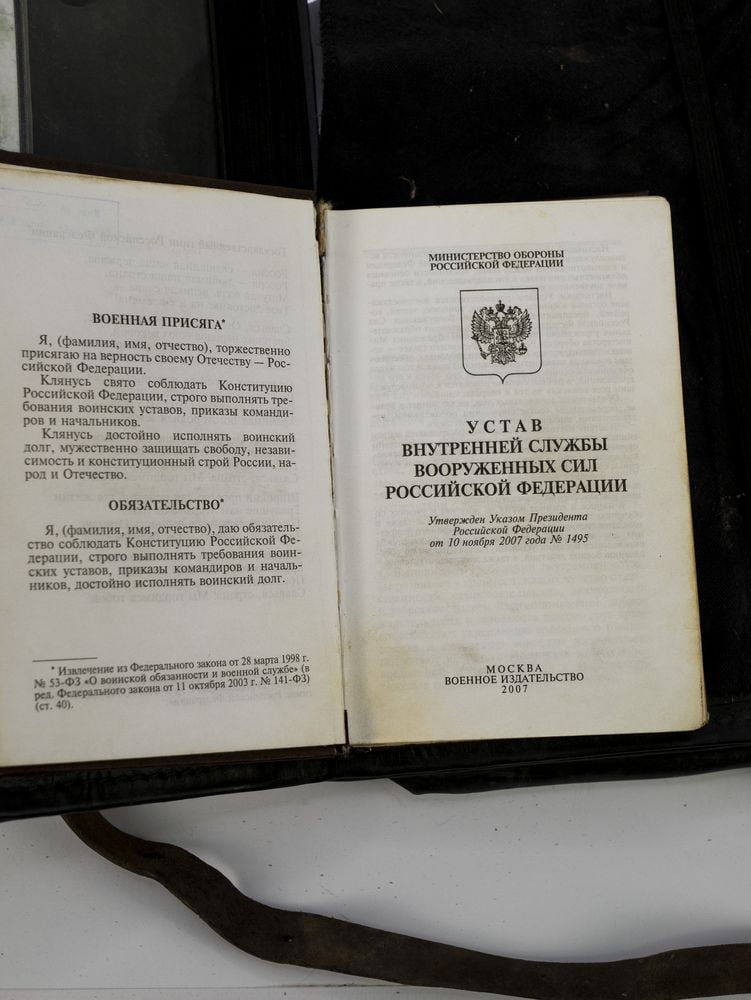 ВОЕННАЯ ПРИСЯГА*
Я, (фамилия, имя, отчество), торжественно
присягаю на верность своему Отечеству — Рос-
сийской Федерации.
Клянусь свято соблюдать Конституцию
Российской Федерации, строго выполнять тре-
бования воинских уставов, приказы команди-
ров и начальников.
Клянусь достойно исполнять воинский
долг, мужественно защищать свободу, незави-
симость и конституционный строй России, на-
род и Отечество.
ОБЯЗАТЕЛЬСТВО*
Я, (фамилия, имя, отчество), даю обязатель-
ство соблюдать Конституцию Российской Фе-
дерации, строго выполнять требования воин-
ских уставов, приказы командиров и началь-
ников, достойно исполнять воинский долг.
* Извлечение из Федерального закона от 28 марта 1998 г.
№ 53-ФЗ «О воинской обязанности и военной службе» (в
ред. Федерального закона от 11 октября 2003 г. № 141-ФЗ)
(ст. 40).
МИНИСТЕРСТВО ОБОРОНЫ
РОССИЙСКОЙ ФЕДЕРАЦИИ
УСТАВ
ВНУТРЕННЕЙ СЛУЖБЫ
ВООРУЖЕННЫХ СИЛ
РОССИЙСКОЙ ФЕДЕРАЦИИ
Утвержден Указом Президента
Российской Федерации
от 10 ноября 2007 года № 1495
МОСКВА
ВОЕННОЕ ИЗДАТЕЛЬСТВО
2007